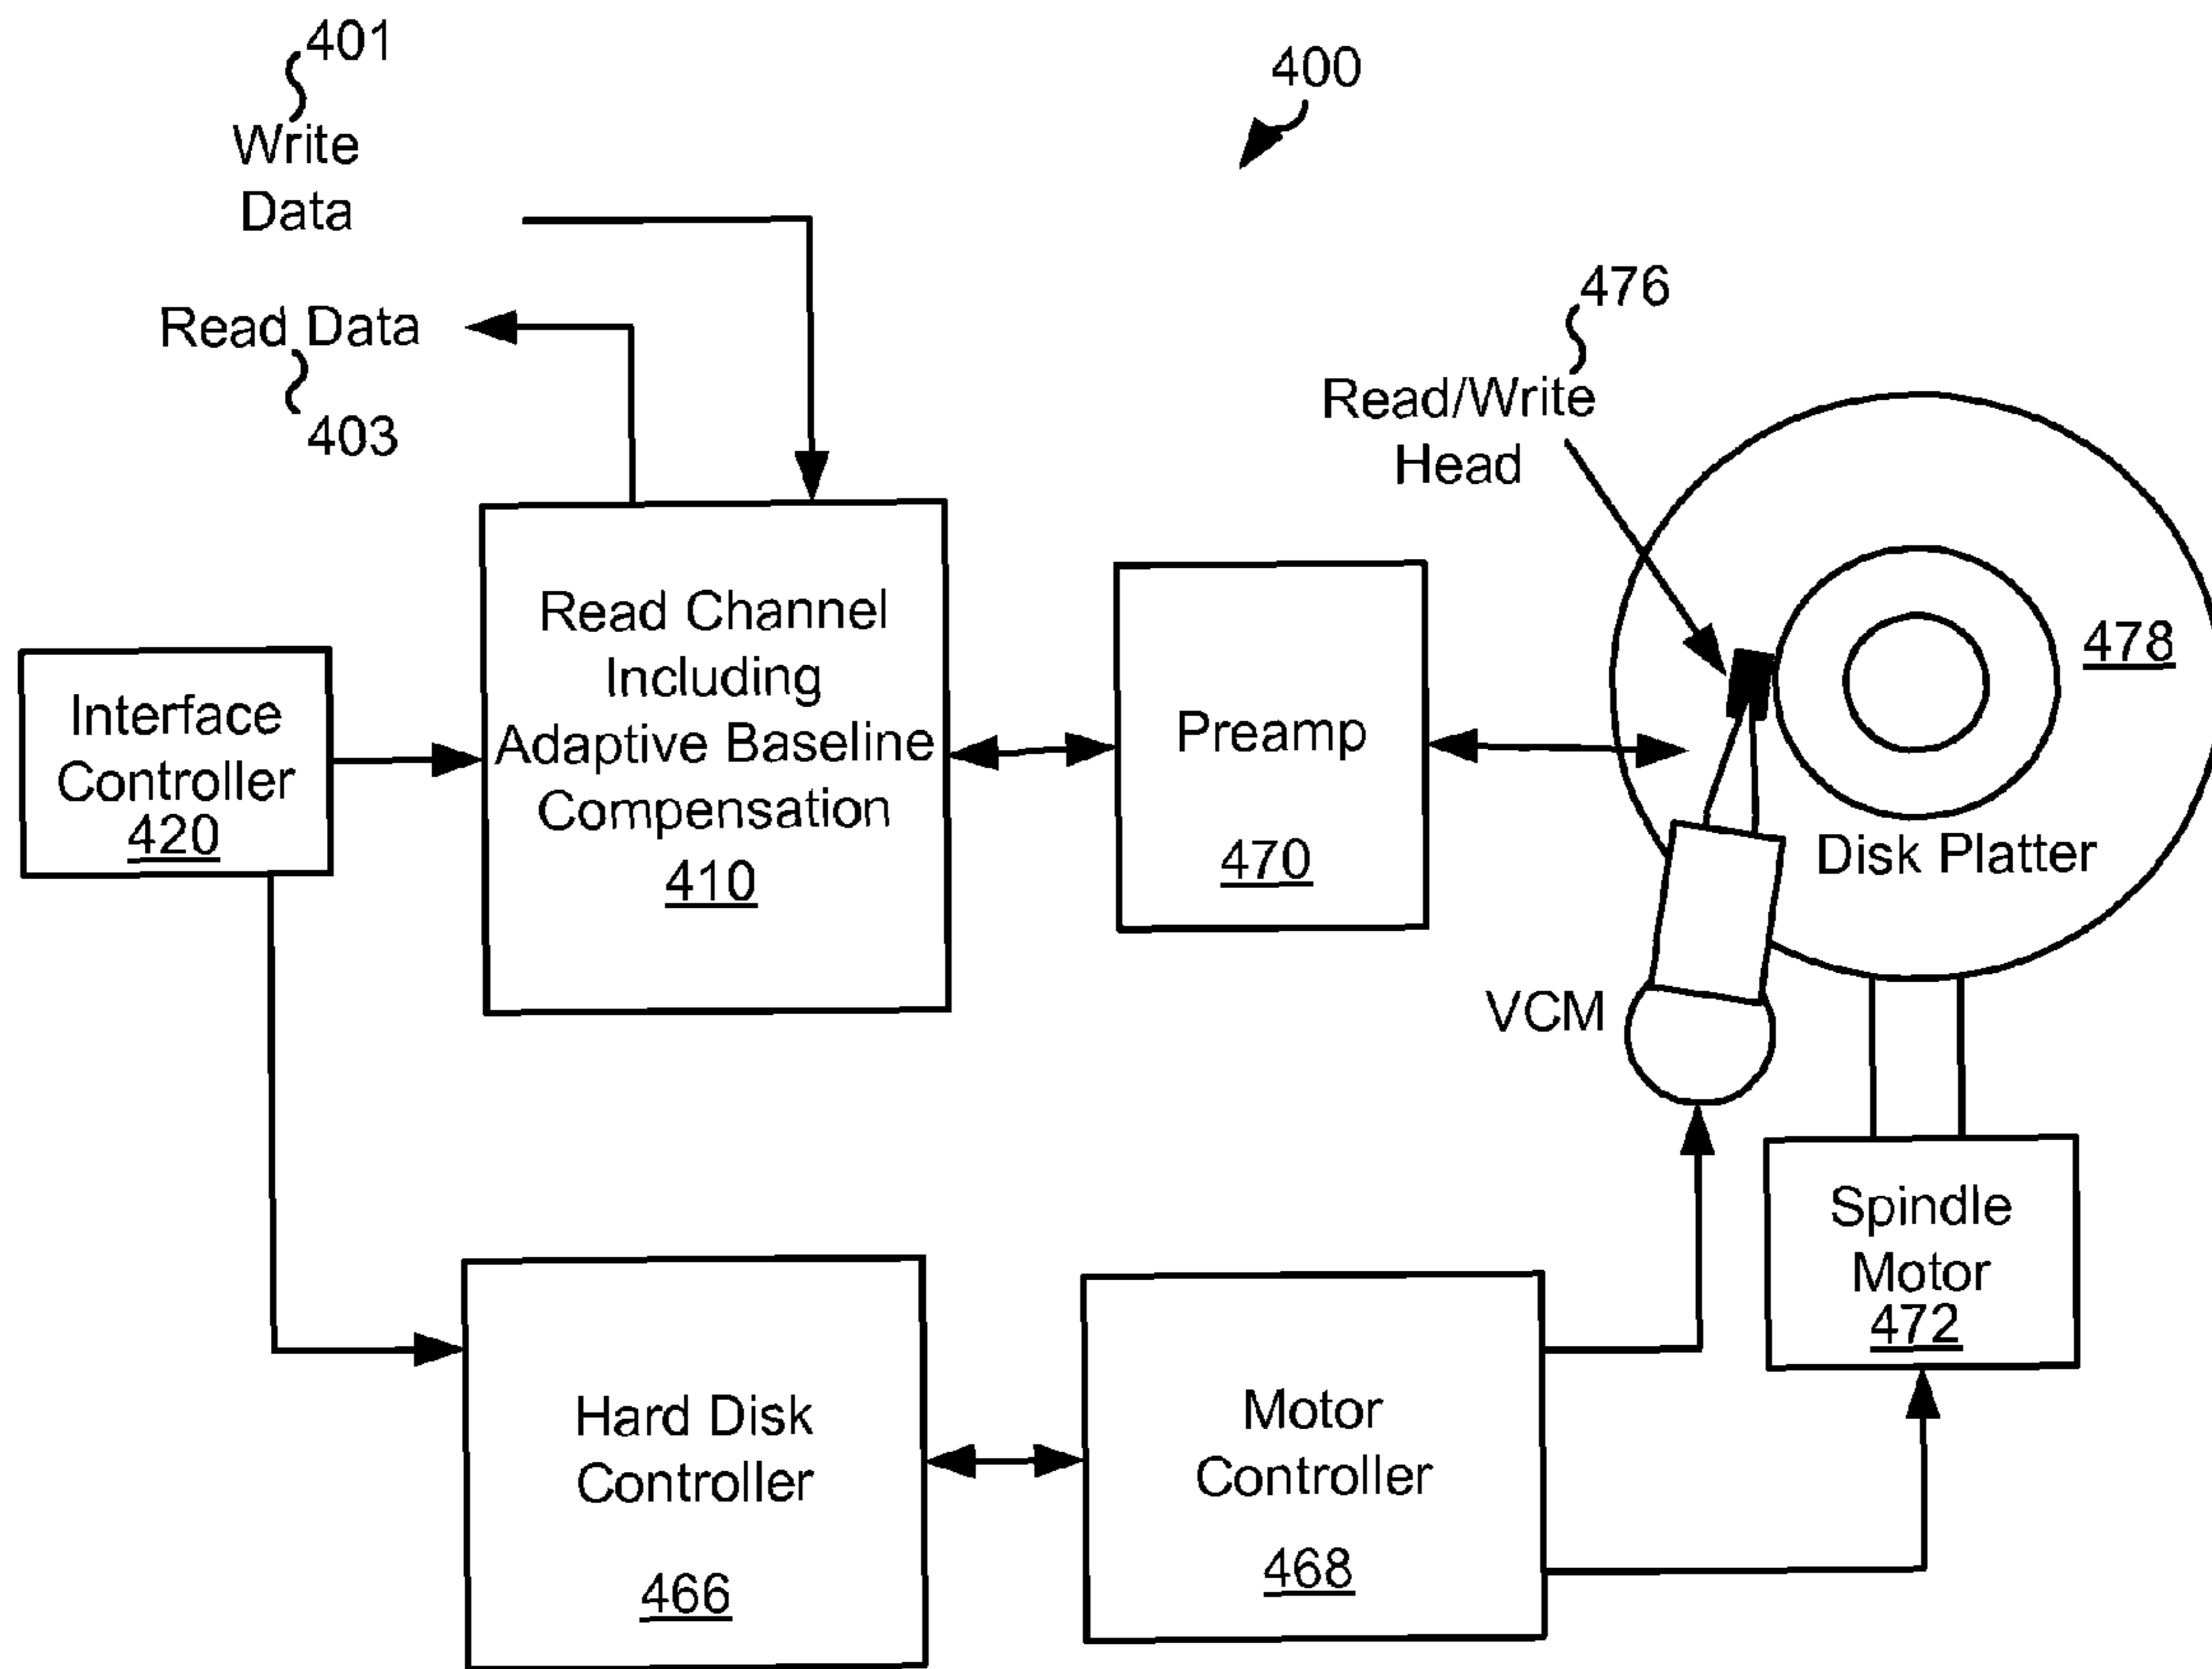 401
Write
Data
400
Read Data
403
476
Read/Write
Head
Interface
Controller
420
Read Channel
Including
Adaptive Baseline
Compensation
410
Preamp
470
478
Disk Platter
VCM
Spindle
Motor
472
Hard Disk
Controller
466
Motor
Controller
468